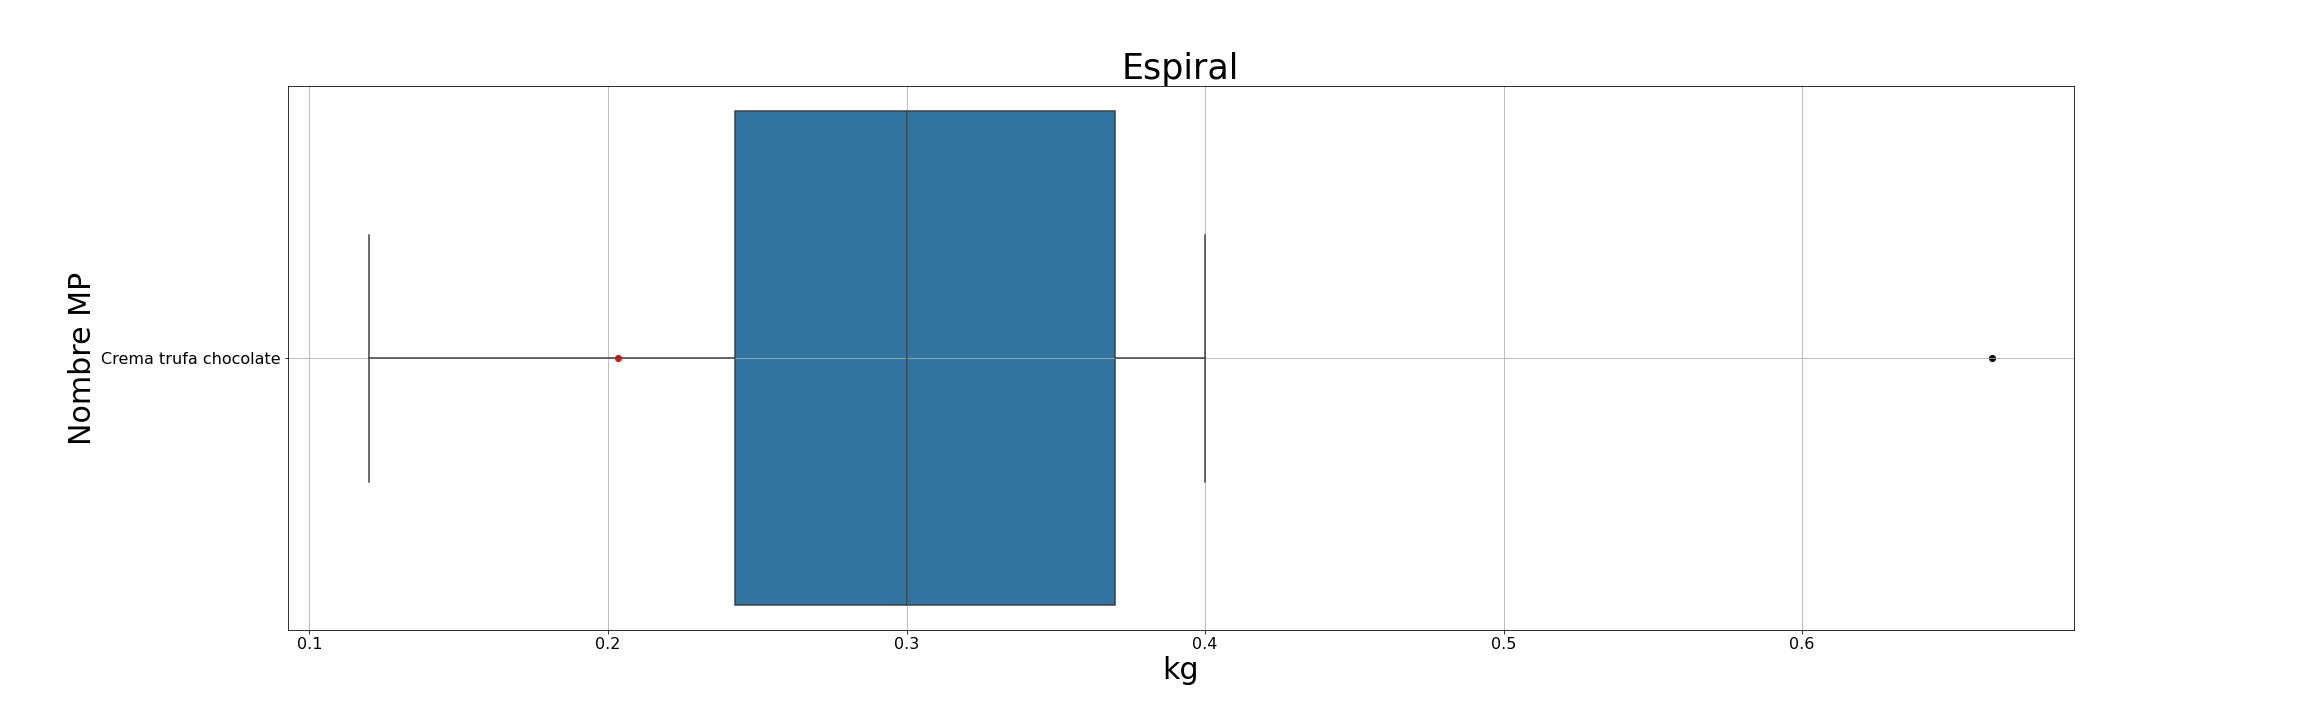 Espiral
Nombre MP
Crema trufa chocolate
0.1 0.2 0.3 0.4 0.5 0.6
kg